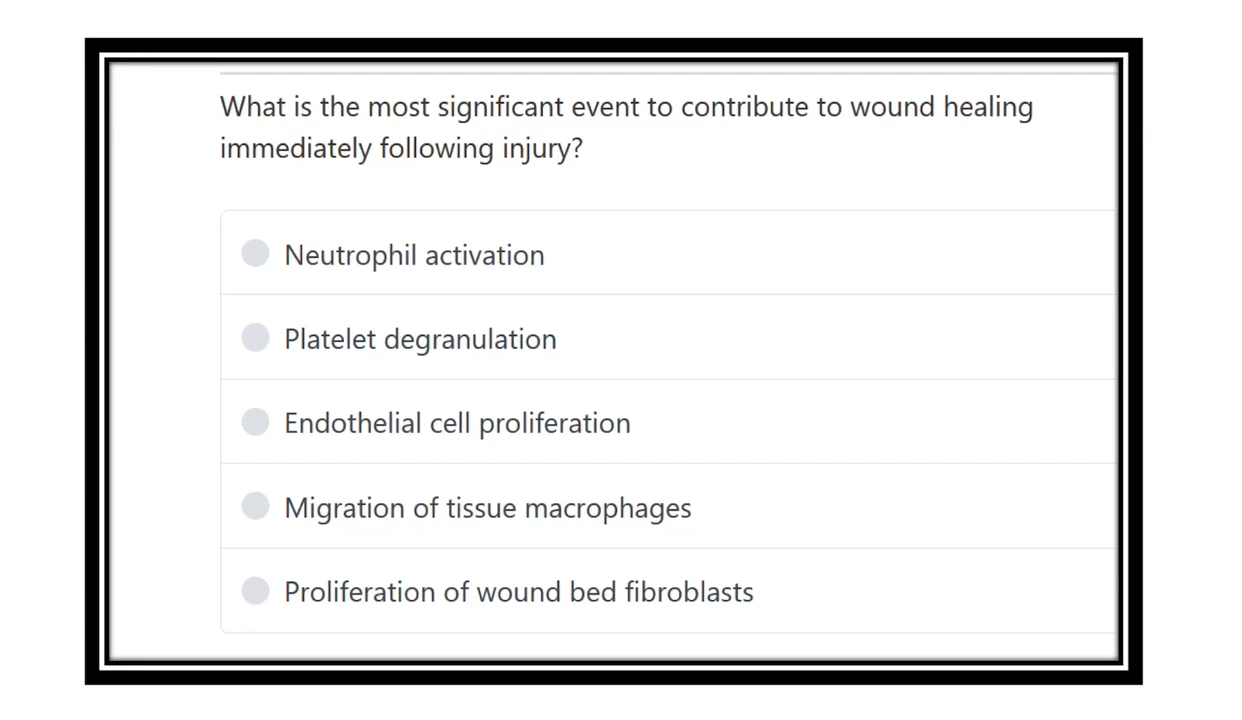 What is the most significant event to contribute to wound healing
immediately following injury?
Neutrophil activation
Platelet degranulation
Endothelial cell proliferation
Migration of tissue macrophages
Proliferation of wound bed fibroblasts